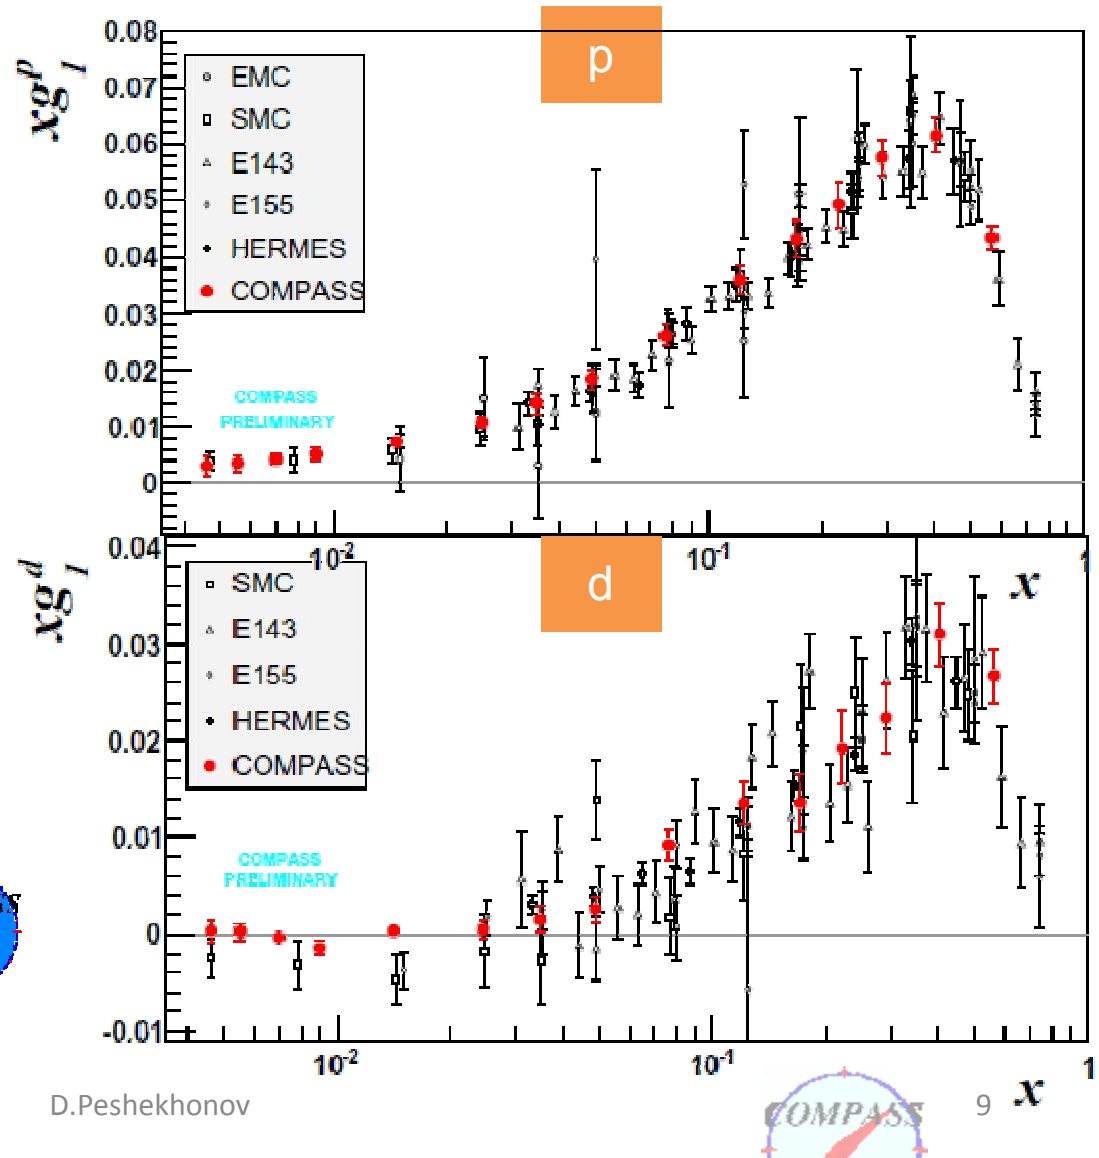 p
0.08
xg₁ᵖ
EMC
0.07
SMC
0.06
E143
0.05
E155
HERMES
0.04
COMPASS
0.03
0.02
COMPASS
PRELIMINARY
0.01
0
10⁻² 10⁻¹ 1
x
d
0.04
xg₁ᵈ
SMC
E143
0.03
E155
HERMES
0.02
COMPASS
0.01
COMPASS
PRELIMINARY
0
-0.01
10⁻² 10⁻¹ 1
x
D.Peshekhonov
COMPASS
9